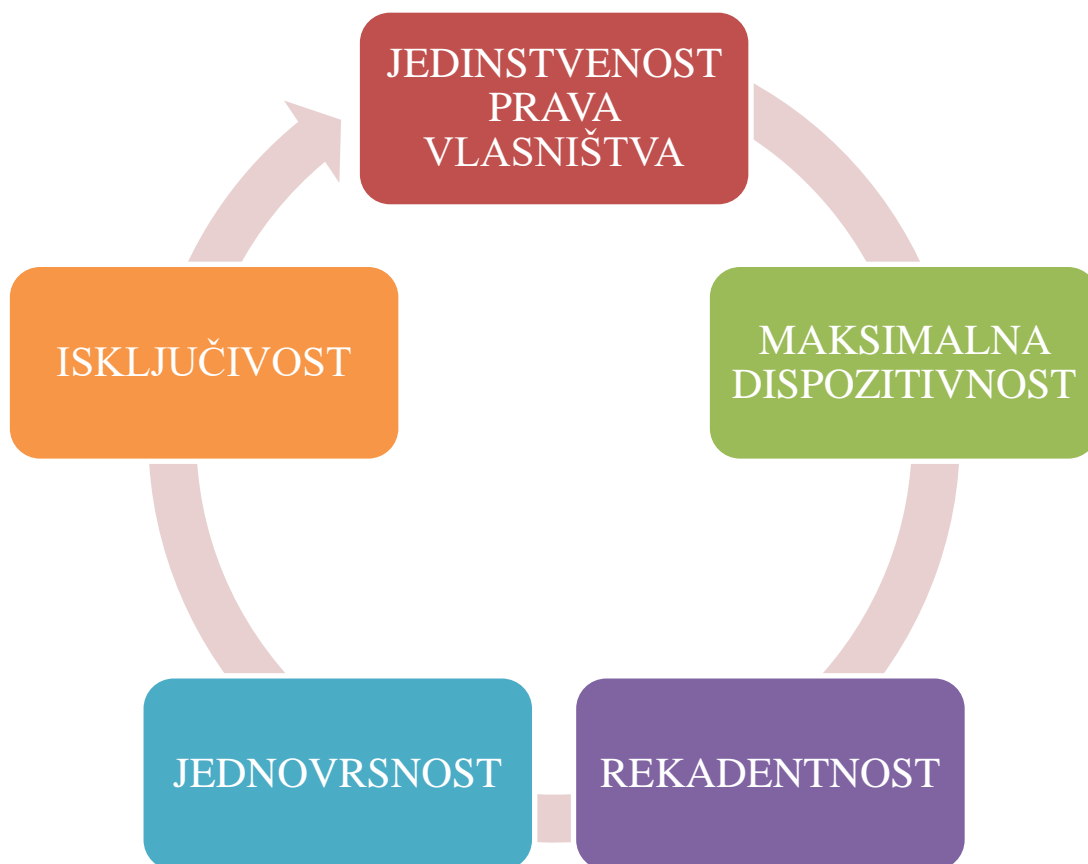 JEDINSTVENOST
PRAVA
VLASNIŠTVA
MAKSIMALNA
DISPOZITIVNOST
REKADENTNOST
JEDNOVRSNOST
ISKLJUČIVOST